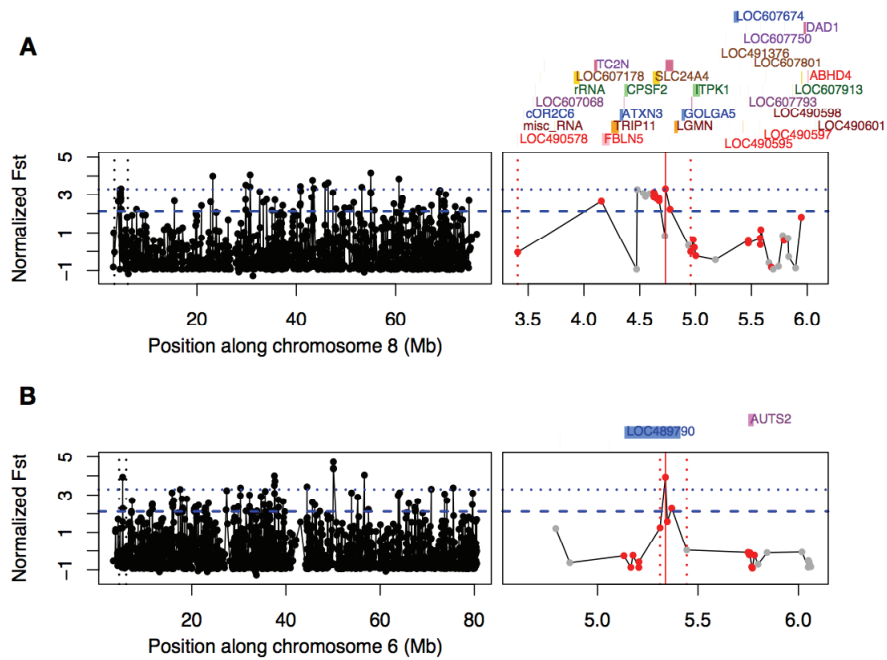 LOC607674
A
DAD1
LOC607750
LOC491376
TC2N
LOC607801
LOC607178 SLC24A4 ABHD4
rRNA CPSF2 ITPK1 LOC607913
LOC607068 LOC607793
cOR2C6 ATXN3 GOLGA5 LOC490598
misc_RNA TRIP11 LGMN LOC490601
LOC490578 FBLN5 LOC490595 LOC490597
Normalized Fst
5
3
1
-1
20 40 60
3.5 4.0 4.5 5.0 5.5 6.0
Position along chromosome 8 (Mb)
B
AUTS2
LOC489790
Normalized Fst
5
3
1
-1
20 40 60 80
5.0 5.5 6.0
Position along chromosome 6 (Mb)